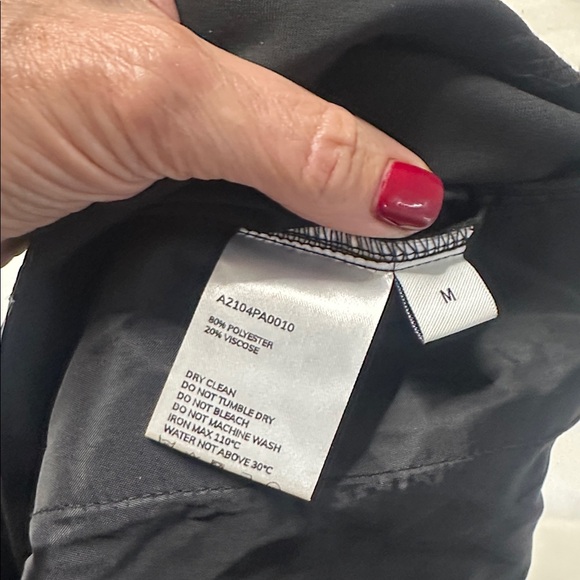 A2104PA0010
80% POLYESTER
20% VISCOSE
DRY CLEAN
DO NOT TUMBLE DRY
DO NOT BLEACH
DO NOT MACHINE WASH
IRON MAX 110°C
WATER NOT ABOVE 30°C
M